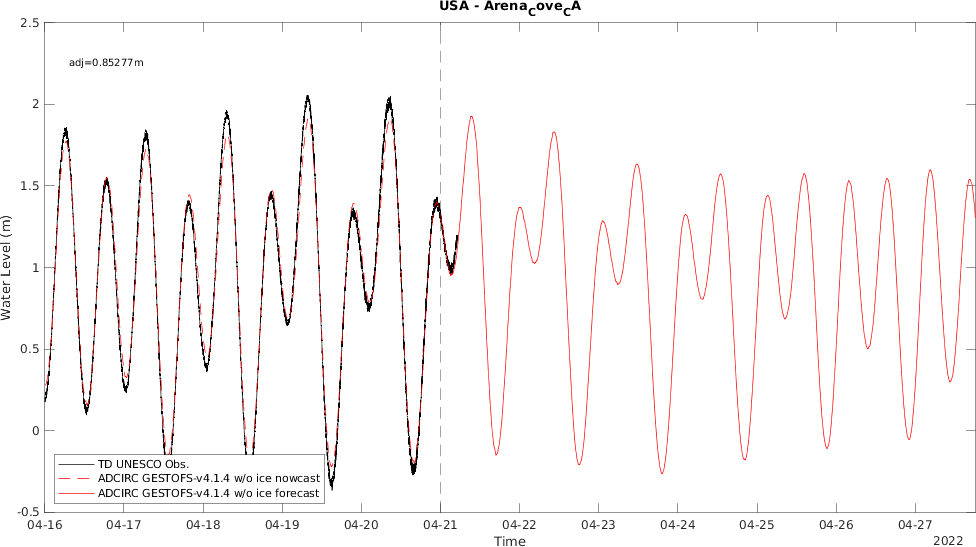 USA - ArenaCoveCA
adj=0.85277m
Water Level (m)
2.5
2
1.5
1
0.5
0
-0.5
TD UNESCO Obs.
ADCIRC GESTOFS-v4.1.4 w/o ice nowcast
ADCIRC GESTOFS-v4.1.4 w/o ice forecast
04-16 04-17 04-18 04-19 04-20 04-21 04-22 04-23 04-24 04-25 04-26 04-27
Time
2022